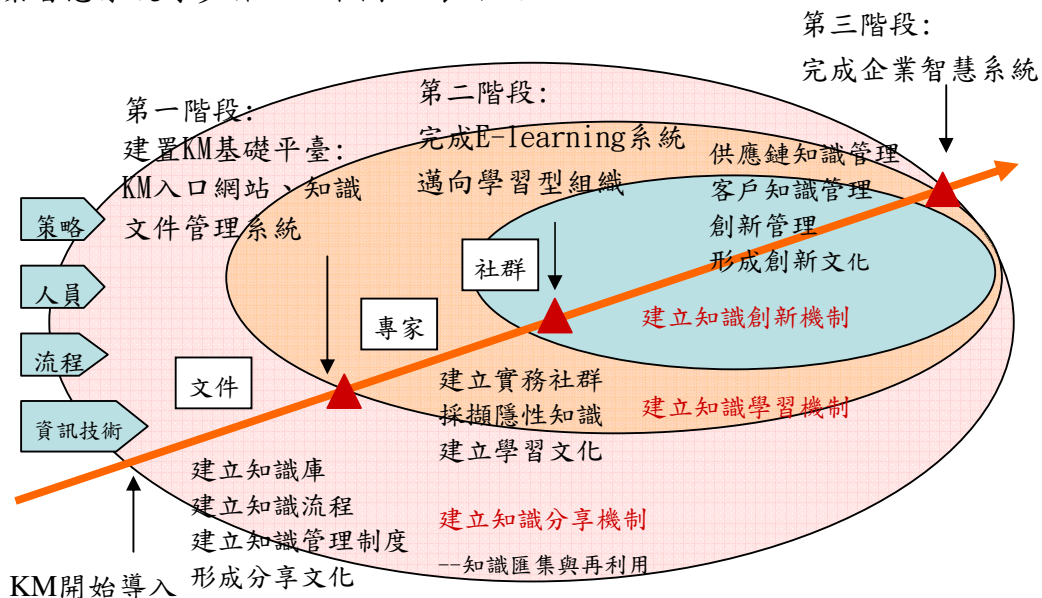 第三階段:
完成企業智慧系統
第一階段:
建置KM基礎平臺:
KM入口網站、知識
文件管理系統
第二階段:
完成E-learning系統
邁向學習型組織
供應鏈知識管理
客戶知識管理
創新管理
形成創新文化
策略
人員
流程
資訊技術
社群
專家
文件
建立知識創新機制
建立實務社群
採擷隱性知識
建立學習文化
建立知識學習機制
建立知識庫
建立知識流程
建立知識管理制度
形成分享文化
建立知識分享機制
--知識匯集與再利用
KM開始導入